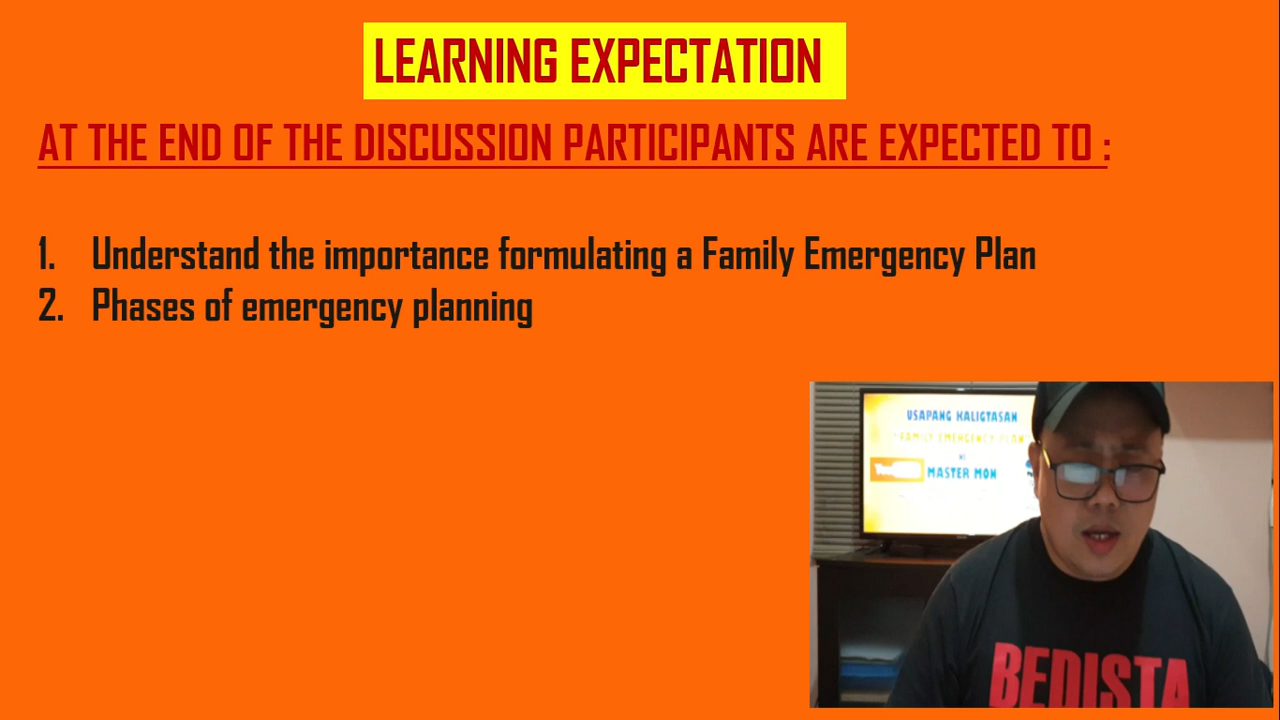 LEARNING EXPECTATION
AT THE END OF THE DISCUSSION PARTICIPANTS ARE EXPECTED TO :
1. Understand the importance formulating a Family Emergency Plan
2. Phases of emergency planning
USAPANG KALIGTASAN
FAMILY EMERGENCY PLAN
NI
MASTER MON
BEDISTA